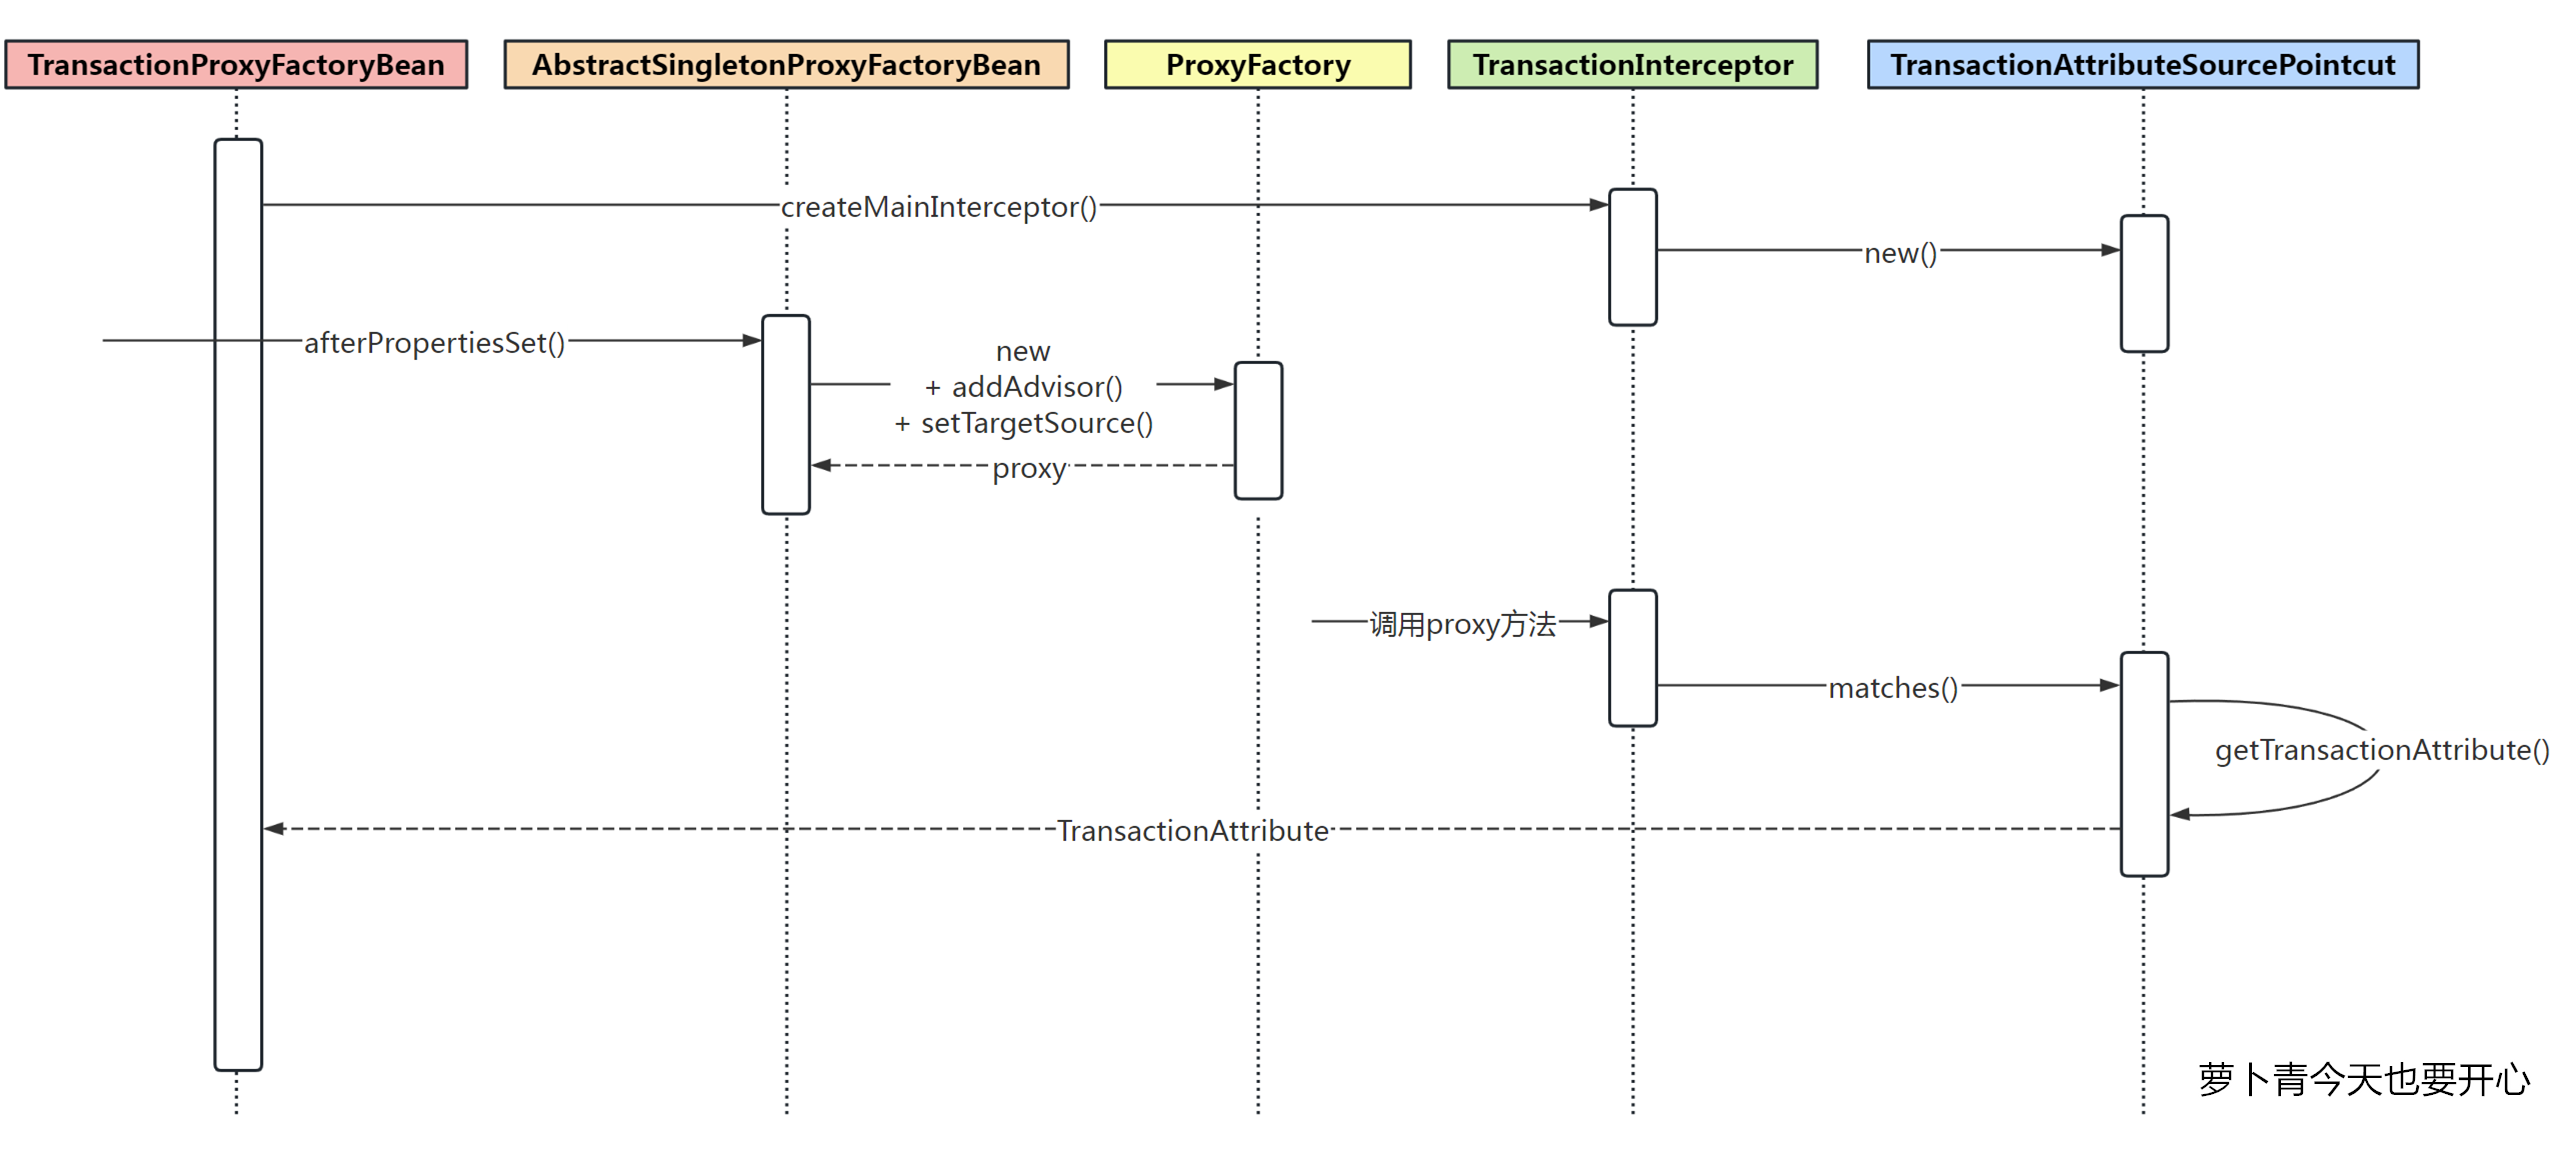 TransactionProxyFactoryBean
AbstractSingletonProxyFactoryBean
ProxyFactory
TransactionInterceptor
TransactionAttributeSourcePointcut
createMainInterceptor()
new()
afterPropertiesSet()
new
+ addAdvisor()
+ setTargetSource()
proxy
调用proxy方法
matches()
getTransactionAttribute()
TransactionAttribute
萝卜青今天也要开心